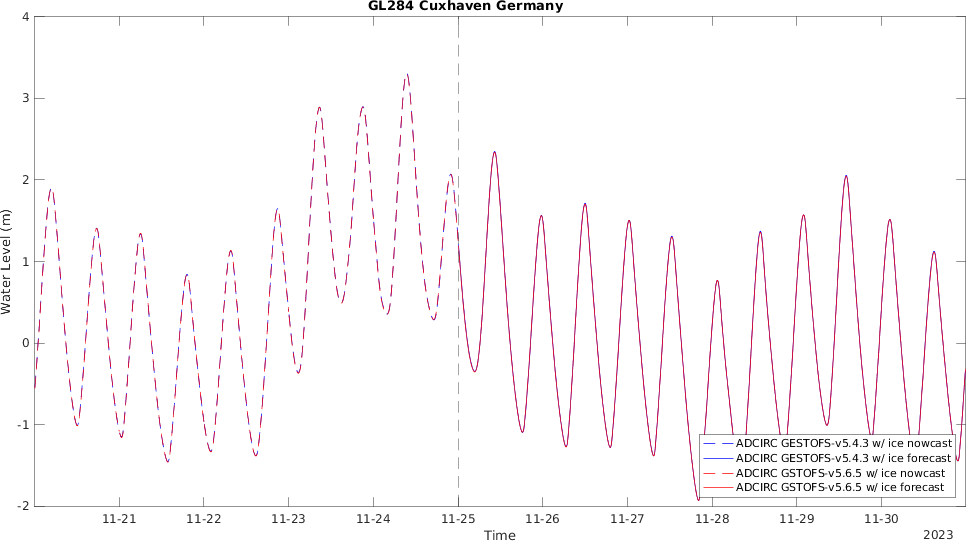 GL284 Cuxhaven Germany
4
3
2
1
0
-1
-2
Water Level (m)
ADCIRC GESTOFS-v5.4.3 w/ ice nowcast
ADCIRC GESTOFS-v5.4.3 w/ ice forecast
ADCIRC GSTOFS-v5.6.5 w/ ice nowcast
ADCIRC GSTOFS-v5.6.5 w/ ice forecast
11-21 11-22 11-23 11-24 11-25 11-26 11-27 11-28 11-29 11-30
Time
2023